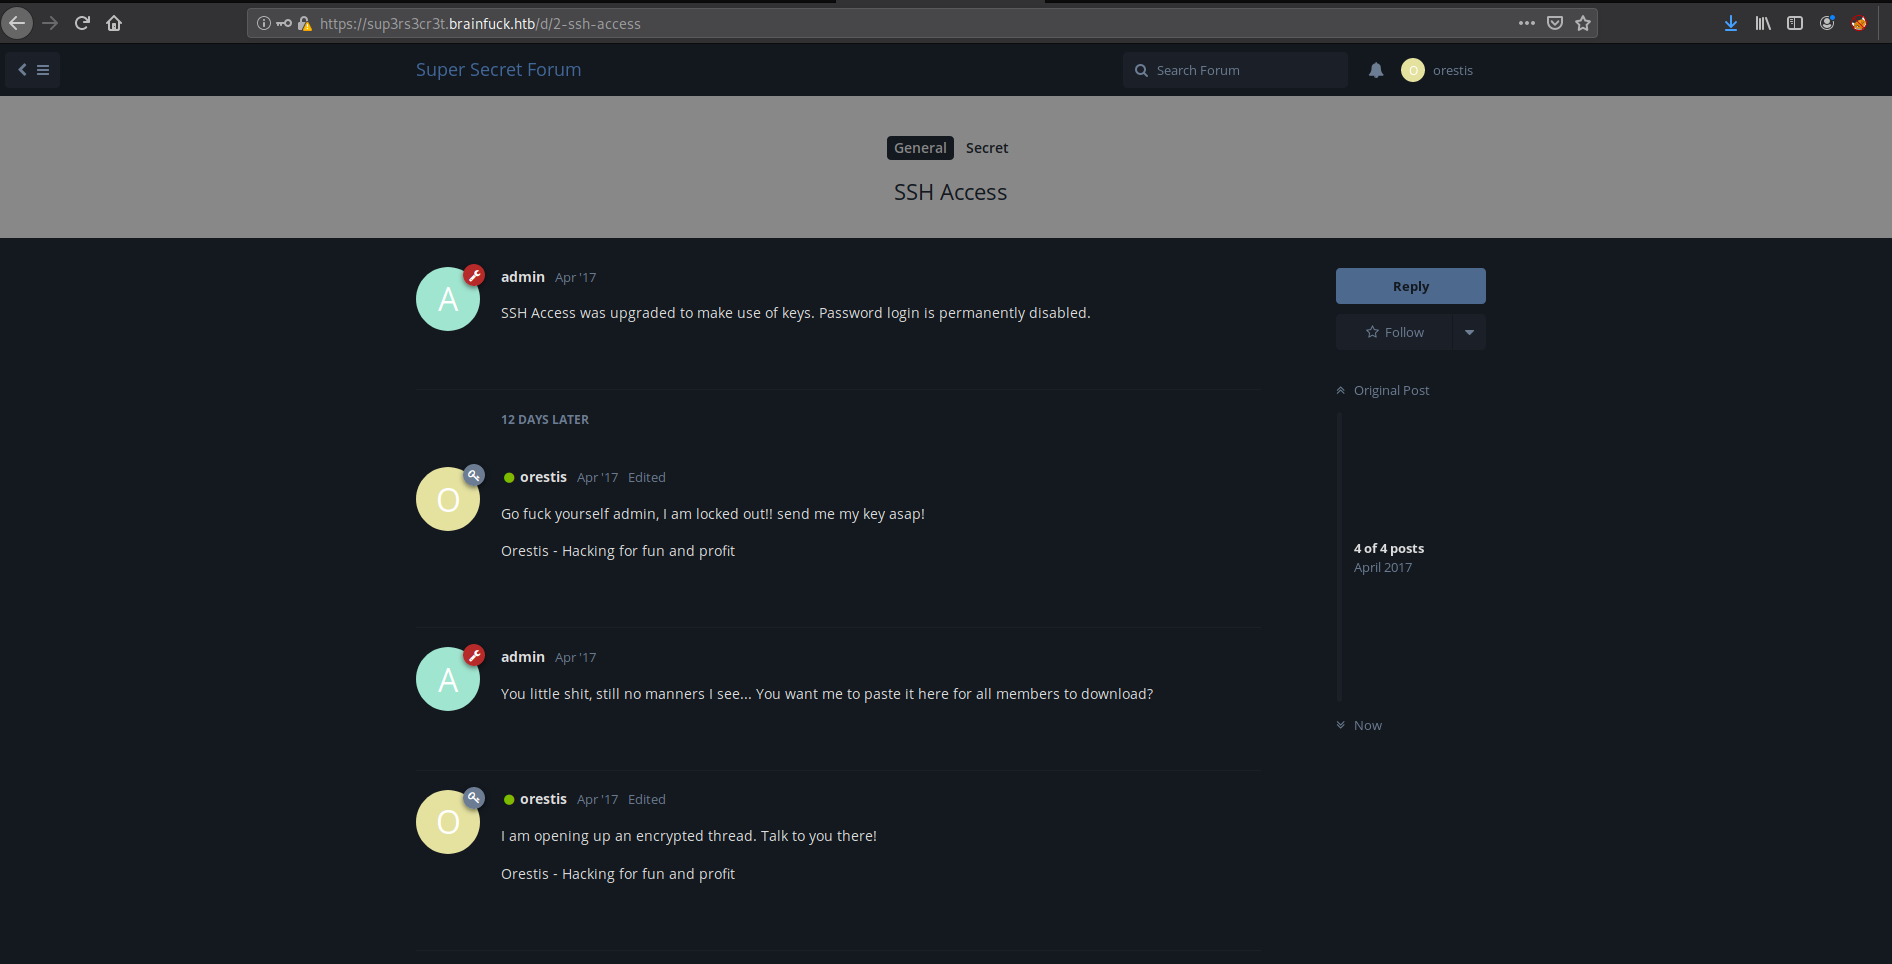 https://sup3rs3cr3t.brainfuck.htb/d/2-ssh-access
Super Secret Forum
Search Forum
O
orestis
General
Secret
SSH Access
A
admin
Apr '17
SSH Access was upgraded to make use of keys. Password login is permanently disabled.
Reply
Follow
Original Post
12 DAYS LATER
O
orestis
Apr '17
Edited
Go fuck yourself admin, I am locked out!! send me my key asap!
Orestis - Hacking for fun and profit
4 of 4 posts
April 2017
A
admin
Apr '17
You little shit, still no manners I see... You want me to paste it here for all members to download?
Now
O
orestis
Apr '17
Edited
I am opening up an encrypted thread. Talk to you there!
Orestis - Hacking for fun and profit